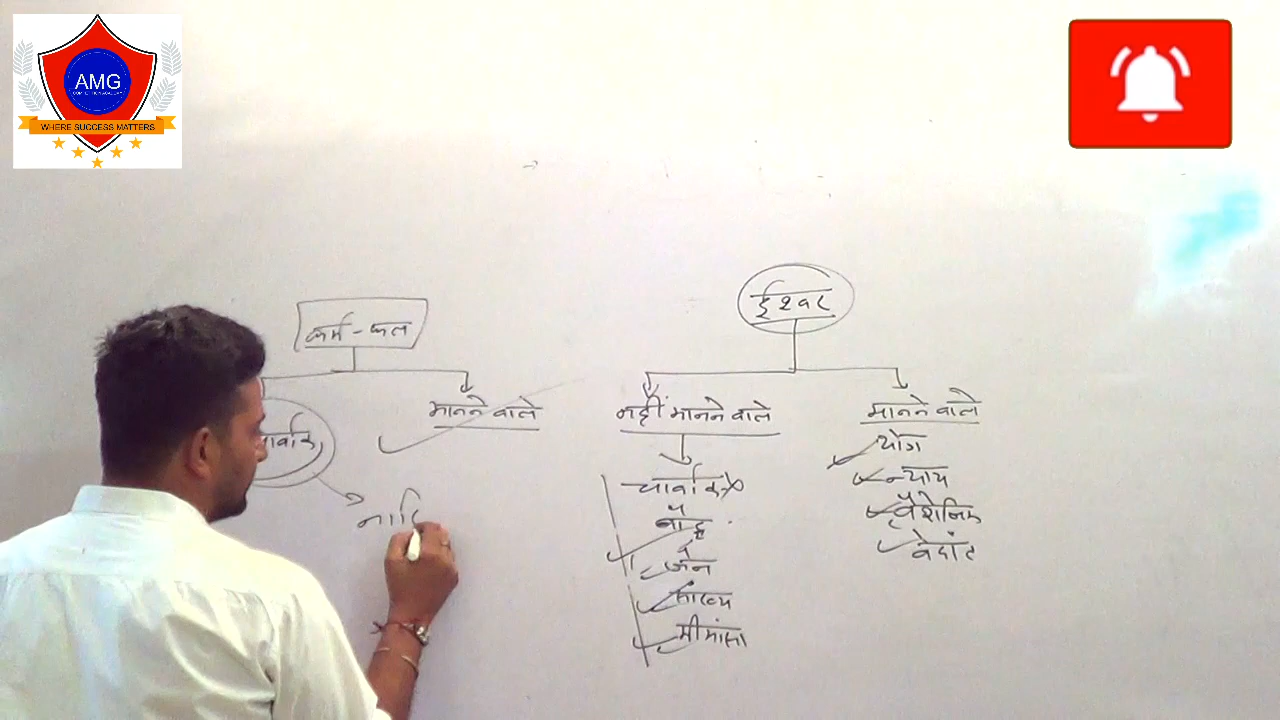 AMG
WHERE SUCCESS MATTERS
कर्म - फल
मानने वाले
नाति
ईश्वर
नहीं मानने वाले
चार्वाक
बौद्ध
जैन
सांख्य
मीमांसा
मानने वाले
योग
न्याय
वैशेषिक
वेदांत